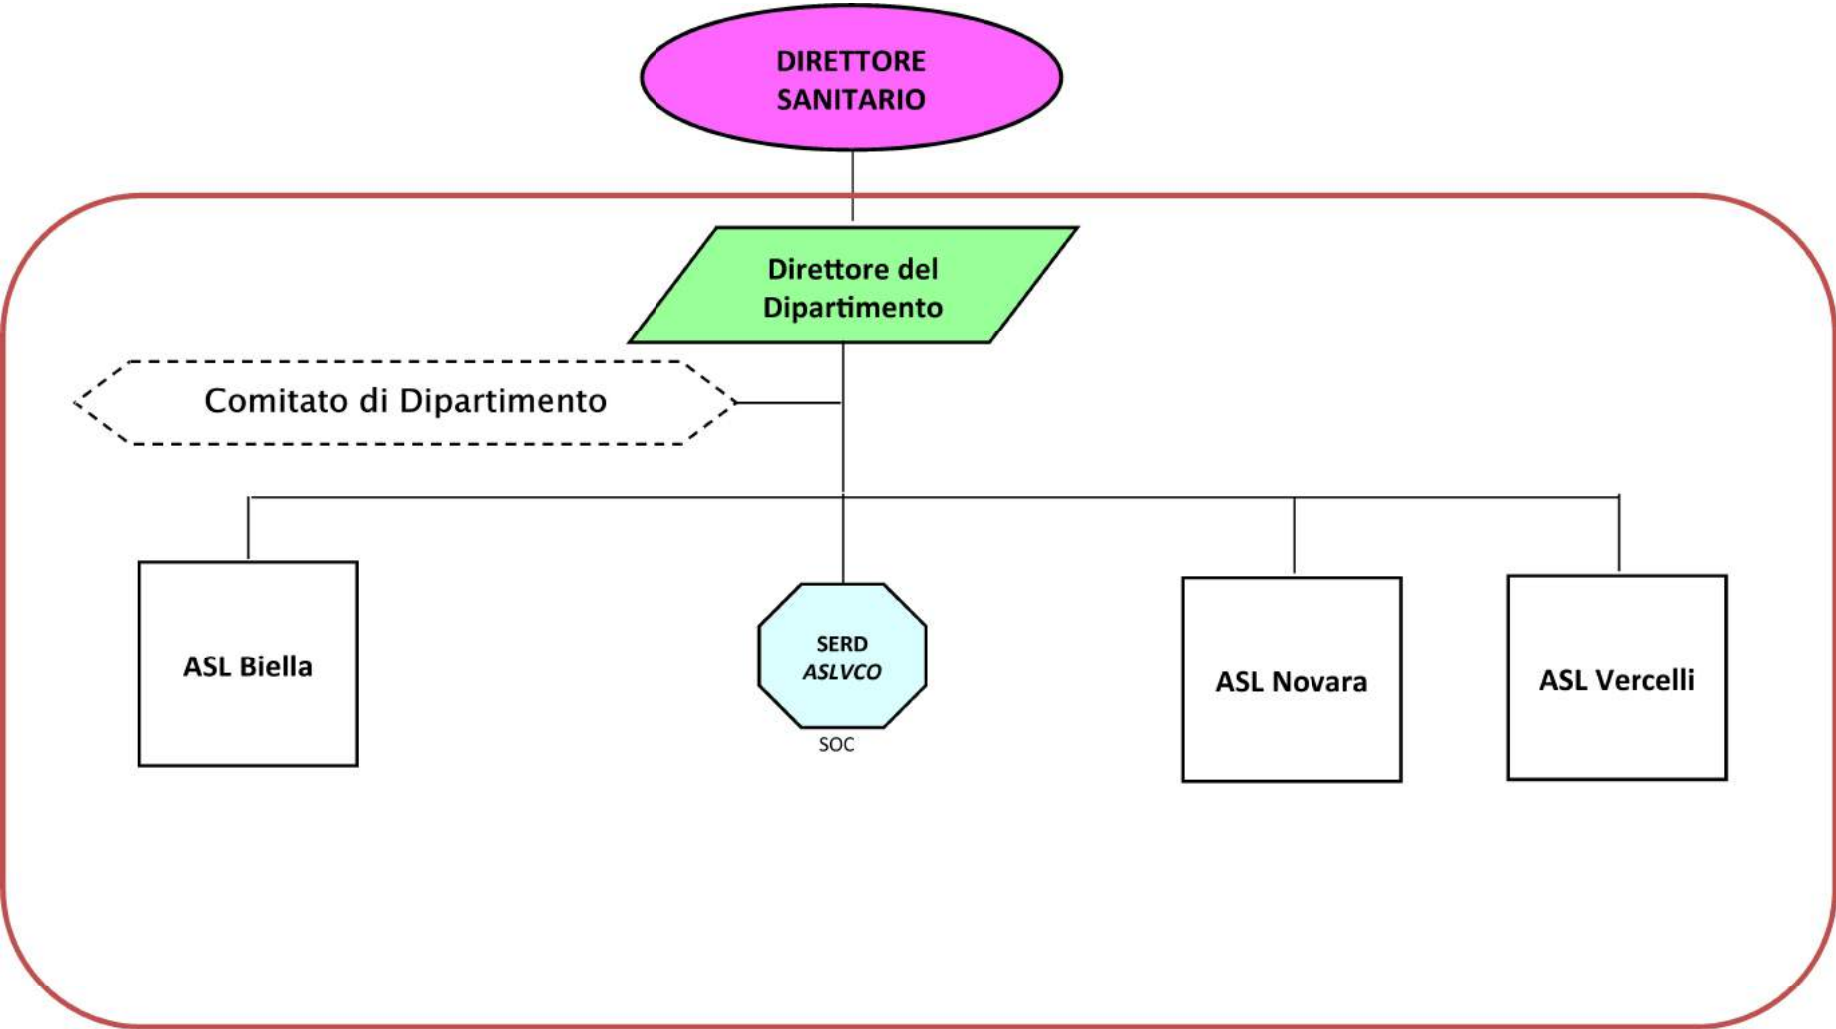 DIRETTORE
SANITARIO
Direttore del
Dipartimento
Comitato di Dipartimento
ASL Biella
SERD
ASLVCO
SOC
ASL Novara
ASL Vercelli